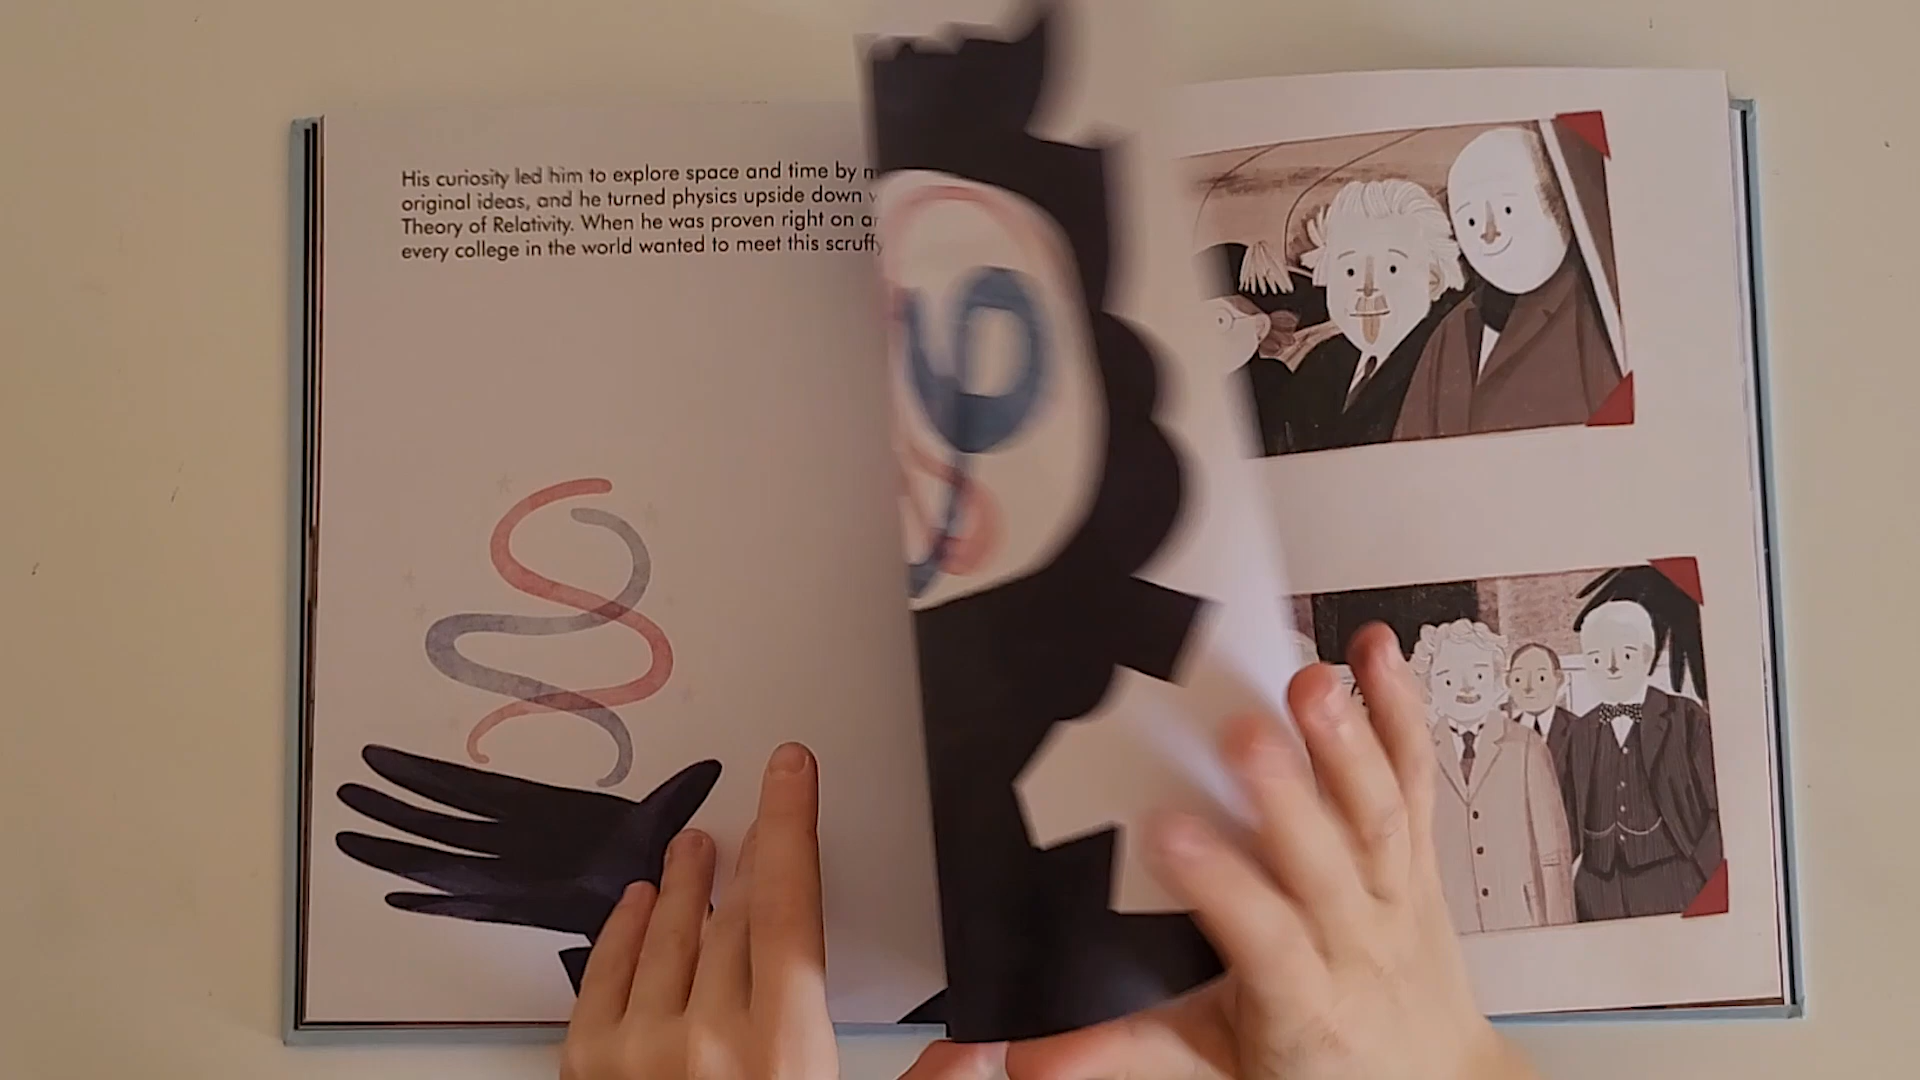 His curiosity led him to explore space and time by
original ideas, and he turned physics upside down
Theory of Relativity. When he was proven right on
every college in the world wanted to meet this scruffy